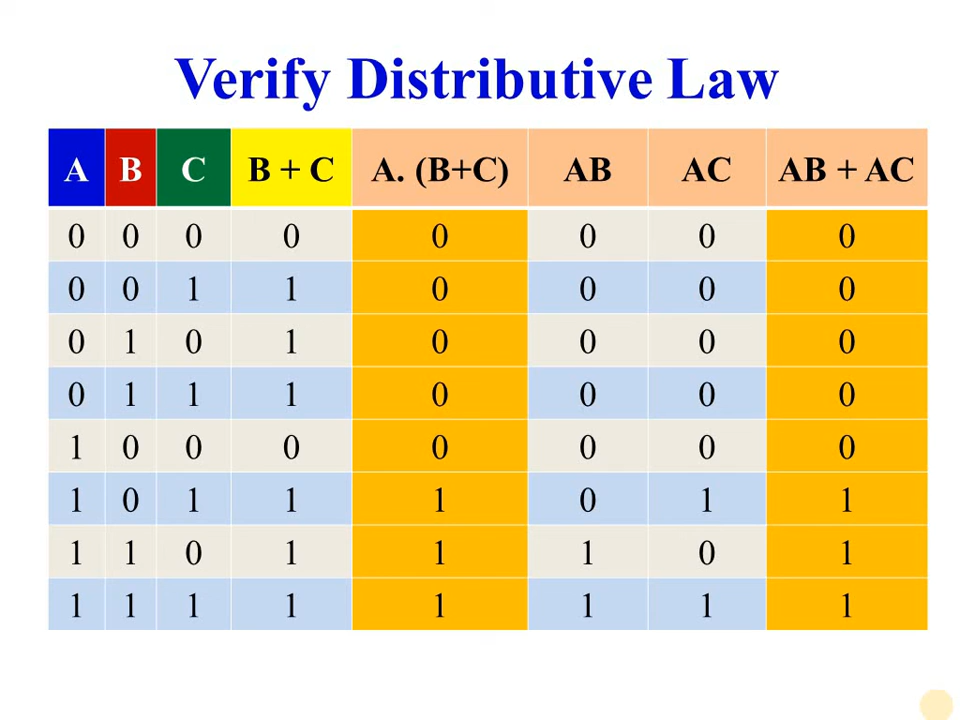 Verify Distributive Law
A B C B + C A. (B+C) AB AC AB + AC
0 0 0 0 0 0 0 0
0 0 1 1 0 0 0 0
0 1 0 1 0 0 0 0
0 1 1 1 0 0 0 0
1 0 0 0 0 0 0 0
1 0 1 1 1 0 1 1
1 1 0 1 1 1 0 1
1 1 1 1 1 1 1 1